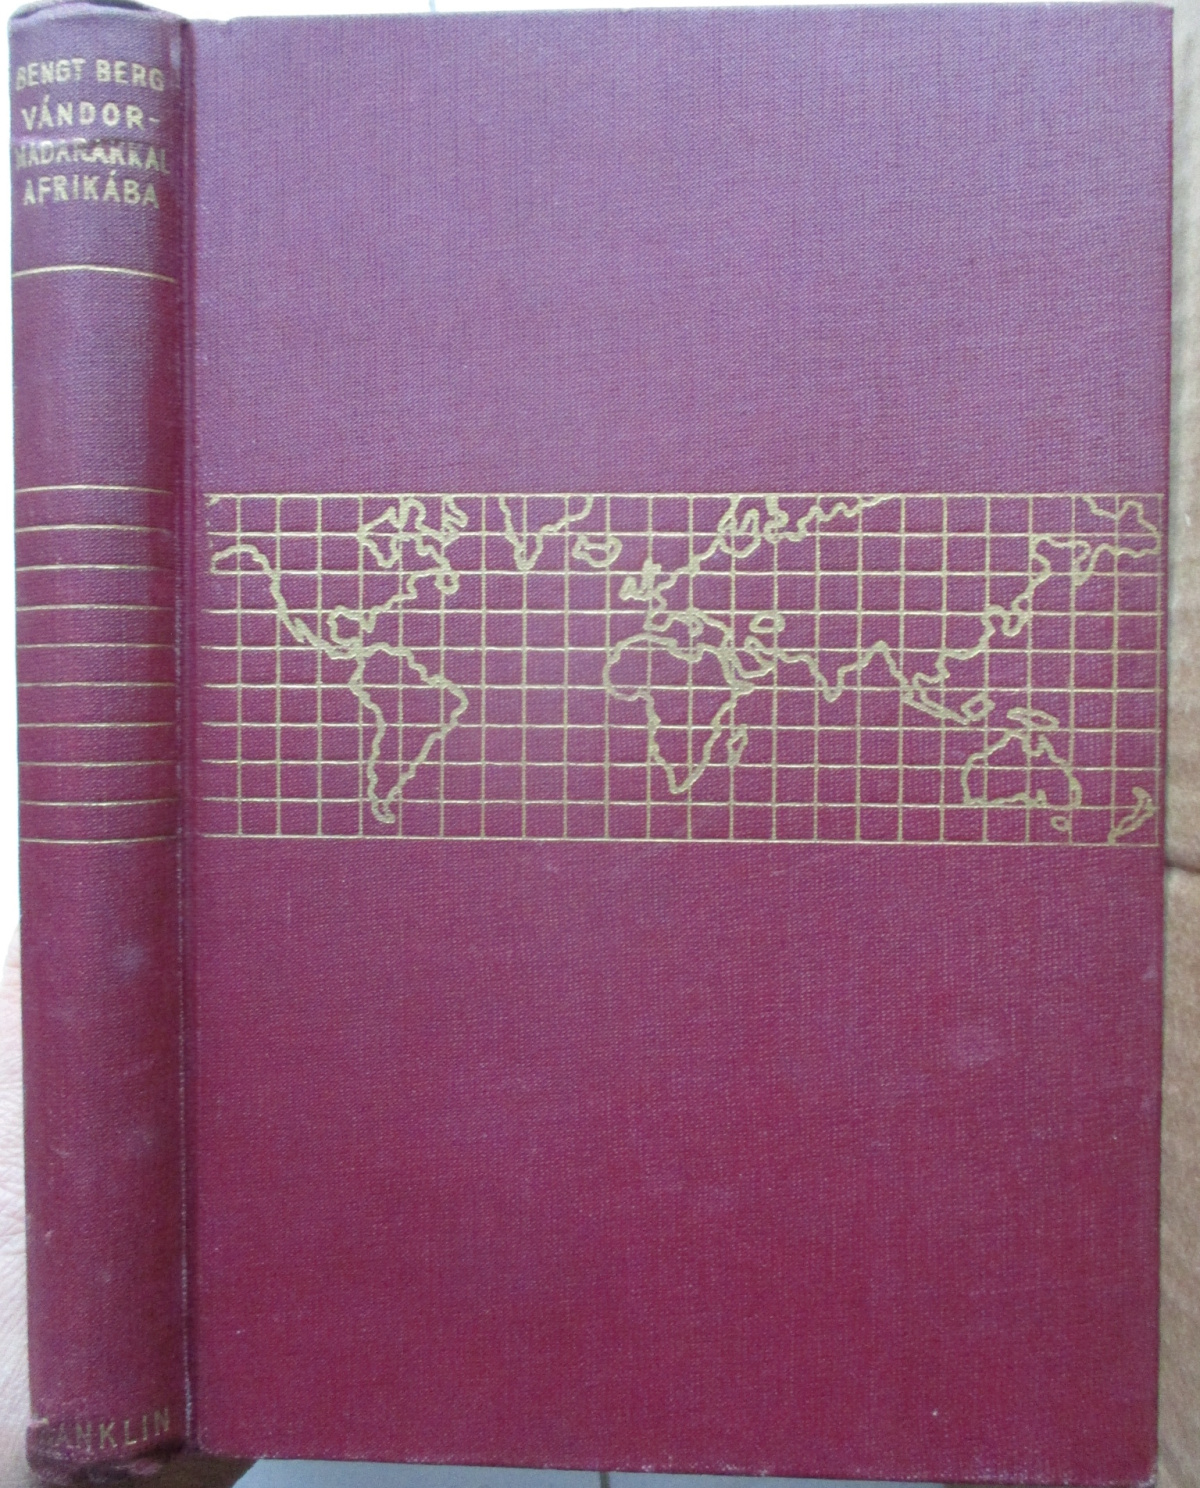 BENGT BERG
VÁNDOR-
MADARAKKAL
AFRIKÁBA
FRANKLIN